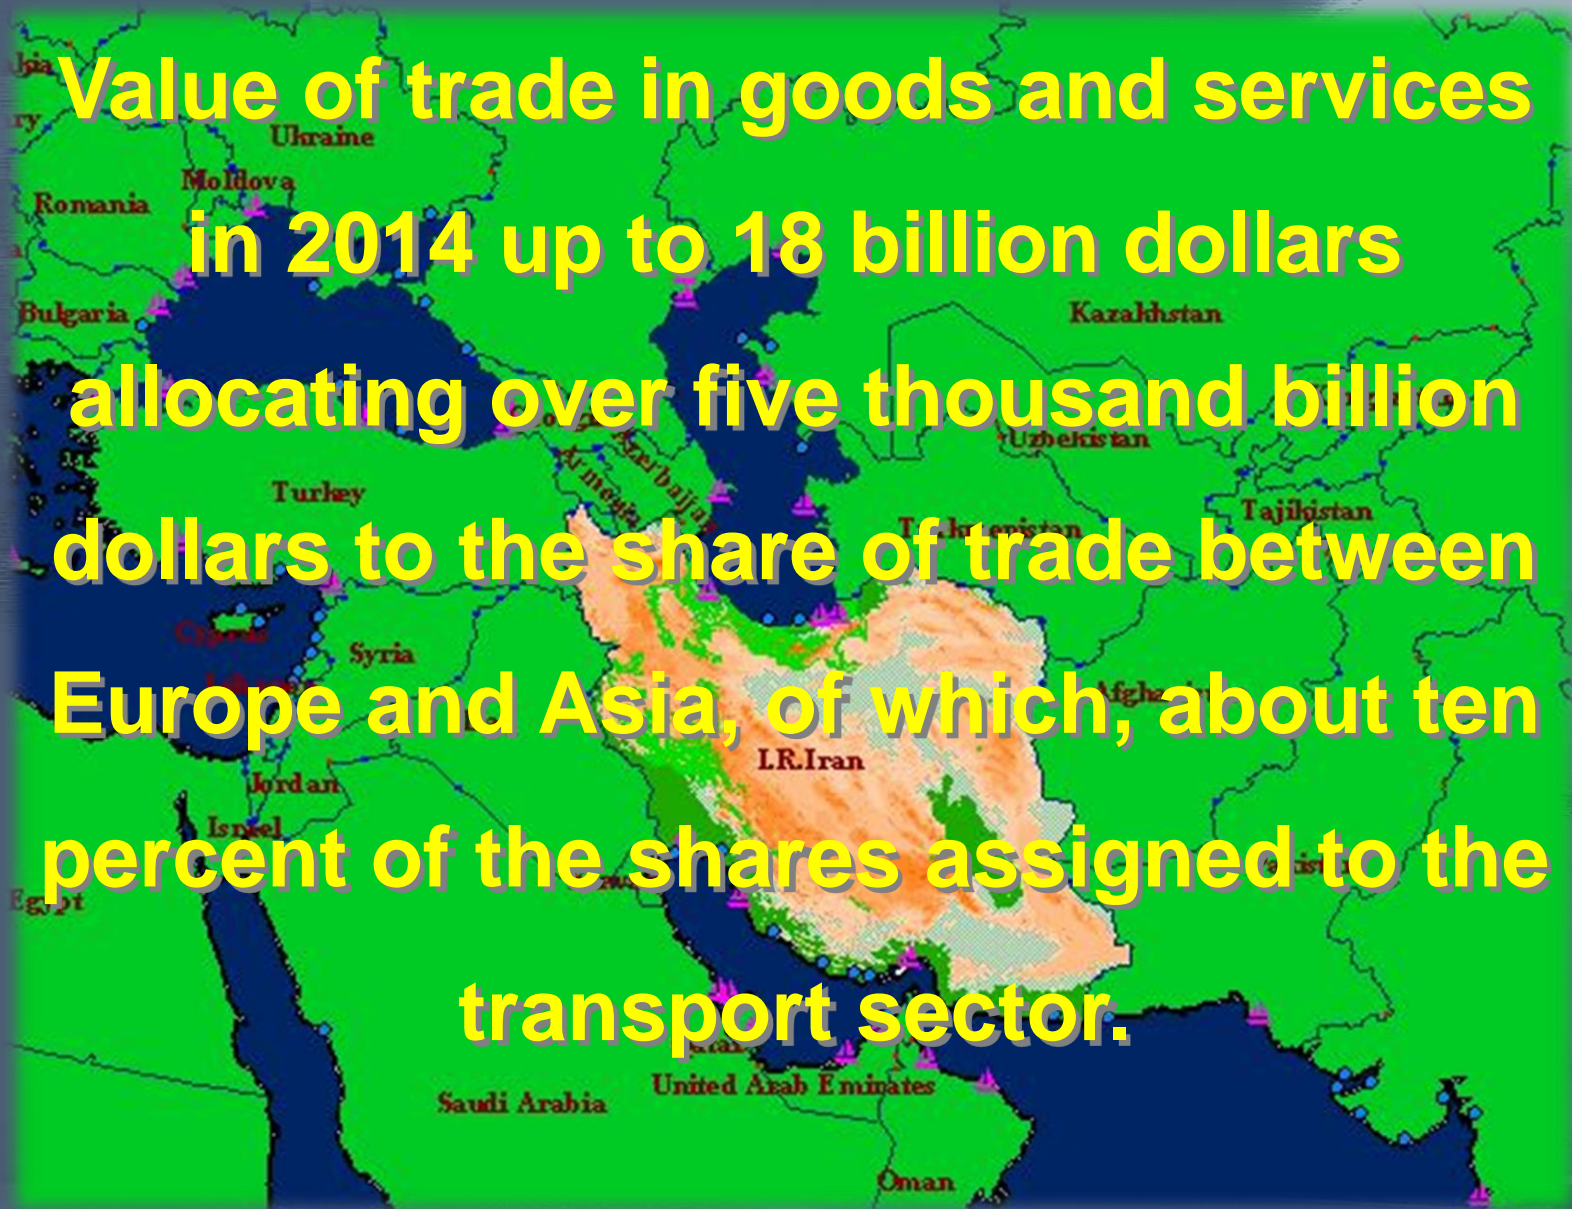 Value of trade in goods and services
Ukraine
Moldova
Romania
in 2014 up to 18 billion dollars
Bulgaria
Kazakhstan
allocating over five thousand billion
Uzbekistan
Azerbaijan
Armenia
Turkey
Tajikistan
dollars to the share of trade between
Cyprus
Syria
Europe and Asia, of which, about ten
I.R.Iran
Jordan
Israel
percent of the shares assigned to the
Egypt
transport sector.
United Arab Emirates
Saudi Arabia
Oman